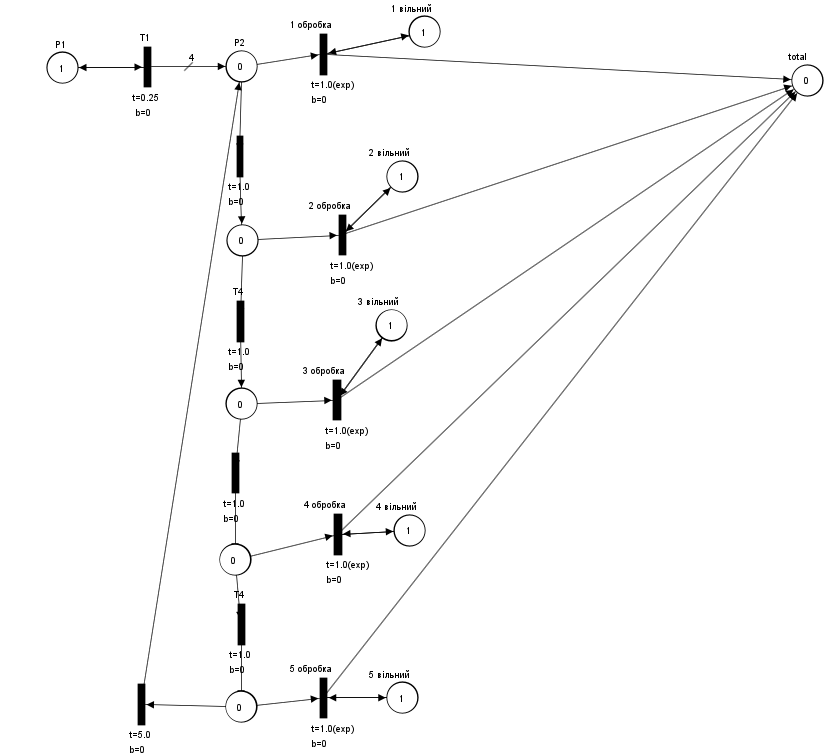 1 вільний
1 обробка
P1
T1
P2
1
1
4
0
total
0
t=0.25
b=0
t=1.0(exp)
b=0
2 вільний
1
t=1.0
b=0
2 обробка
0
t=1.0(exp)
b=0
T4
3 вільний
1
t=1.0
b=0
3 обробка
0
t=1.0(exp)
b=0
t=1.0
b=0
4 обробка
4 вільний
1
0
t=1.0(exp)
b=0
T4
t=1.0
b=0
5 обробка
5 вільний
1
0
t=5.0
b=0
t=1.0(exp)
b=0